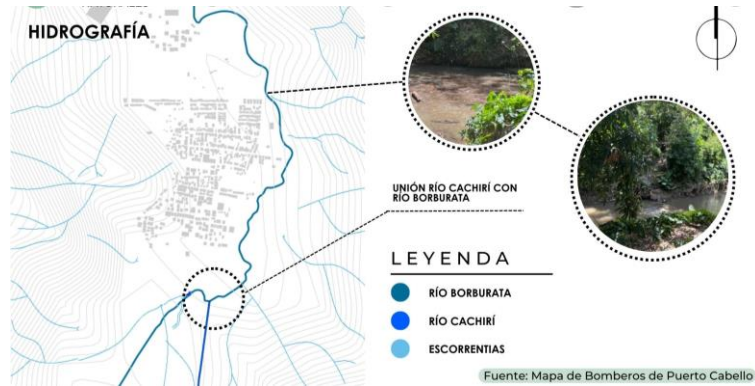 HIDROGRAFÍA
UNIÓN RÍO CACHIRÍ CON
RÍO BORBURATA
LEYENDA
RÍO BORBURATA
RÍO CACHIRÍ
ESCORRENTIAS
Fuente: Mapa de Bomberos de Puerto Cabello